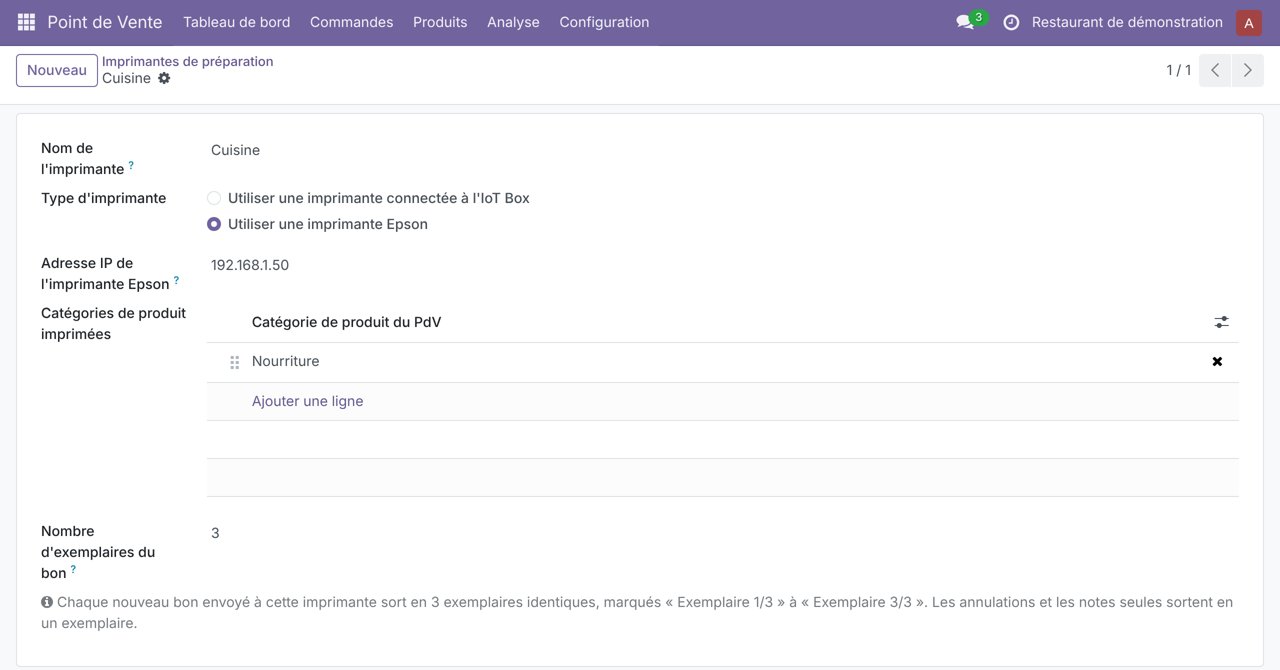 Point de Vente Tableau de bord Commandes Produits Analyse Configuration 3 Restaurant de démonstration A
Nouveau
Imprimantes de préparation
Cuisine
1 / 1
Nom de
l'imprimante ?
Cuisine
Type d'imprimante
Utiliser une imprimante connectée à l'IoT Box
Utiliser une imprimante Epson
Adresse IP de
l'imprimante Epson ?
192.168.1.50
Catégories de produit
imprimées
Catégorie de produit du PdV
Nourriture
Ajouter une ligne
Nombre
d'exemplaires du
bon ?
3
Chaque nouveau bon envoyé à cette imprimante sort en 3 exemplaires identiques, marqués « Exemplaire 1/3 » à « Exemplaire 3/3 ». Les annulations et les notes seules sortent en
un exemplaire.